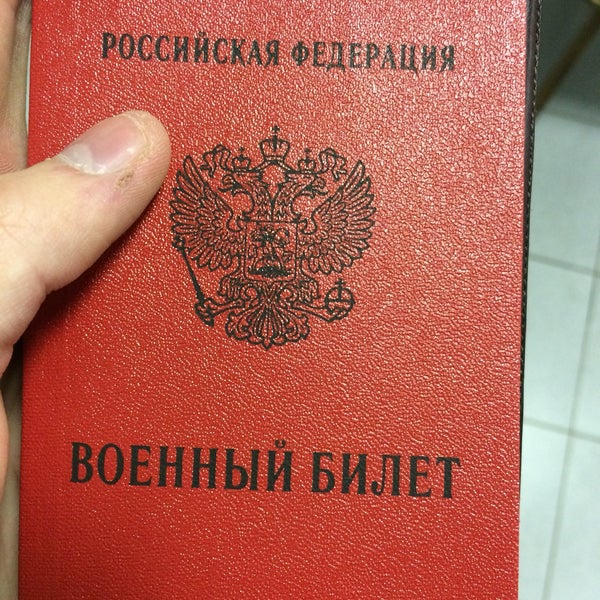 РОССИЙСКАЯ ФЕДЕРАЦИЯ
ВОЕННЫЙ БИЛЕТ